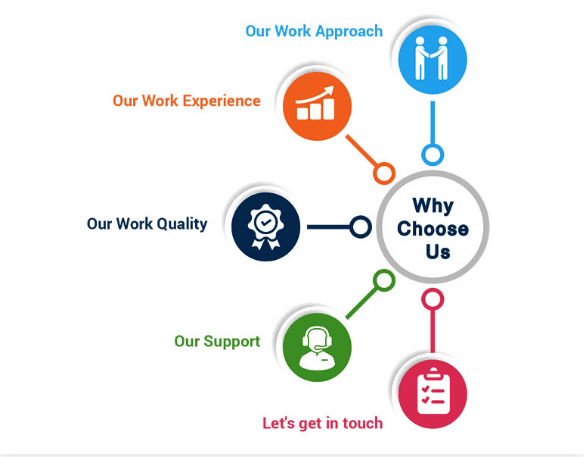 Our Work Approach
Our Work Experience
Why
Choose
Us
Our Work Quality
Our Support
Let's get in touch